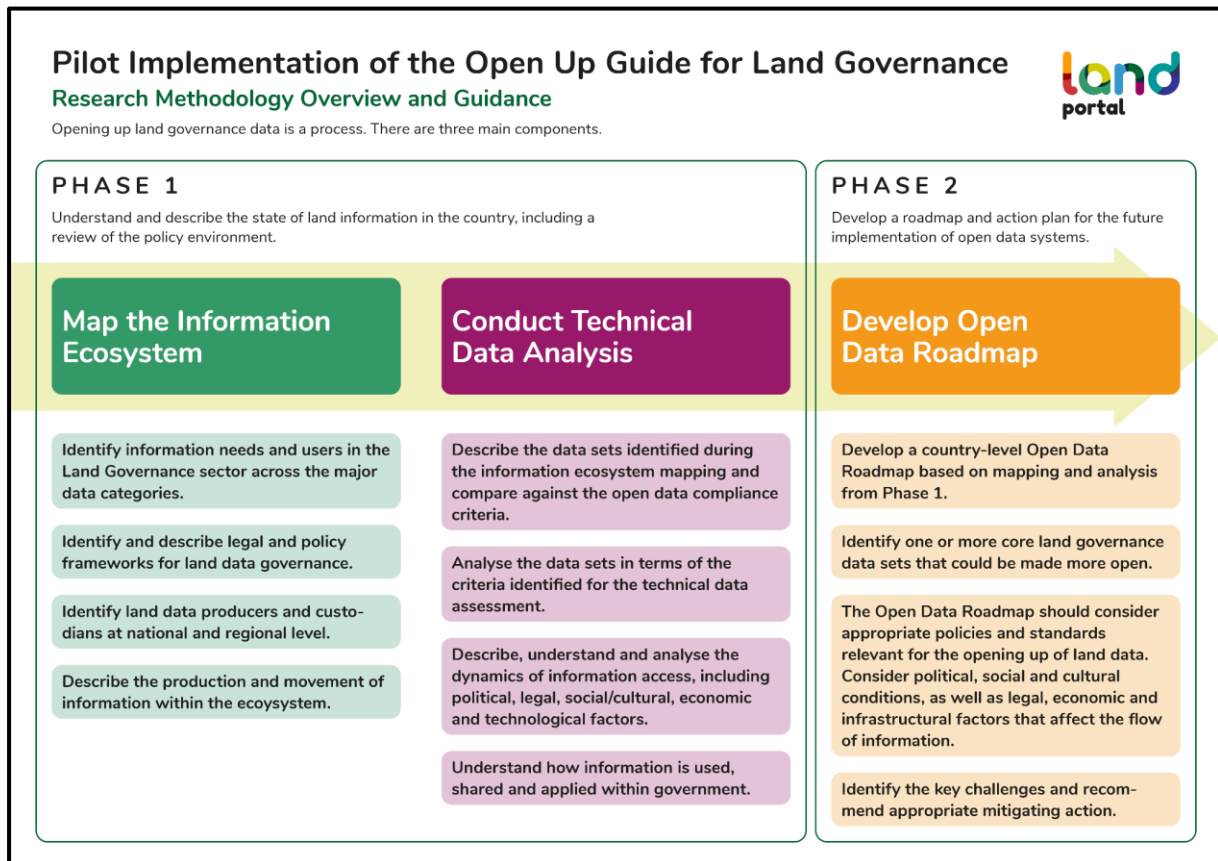 Pilot Implementation of the Open Up Guide for Land Governance
Research Methodology Overview and Guidance
Opening up land governance data is a process. There are three main components.
land
portal
PHASE 1
Understand and describe the state of land information in the country, including a
review of the policy environment.
Map the Information
Ecosystem
Identify information needs and users in the
Land Governance sector across the major
data categories.
Identify and describe legal and policy
frameworks for land data governance.
Identify land data producers and custo-
dians at national and regional level.
Describe the production and movement of
information within the ecoysystem.
Conduct Technical
Data Analysis
Describe the data sets identified during
the information ecosystem mapping and
compare against the open data compliance
criteria.
Analyse the data sets in terms of the
criteria identified for the technical data
assessment.
Describe, understand and analyse the
dynamics of information access, including
political, legal, social/cultural, economic
and technological factors.
Understand how information is used,
shared and applied within government.
PHASE 2
Develop a roadmap and action plan for the future
implementation of open data systems.
Develop Open
Data Roadmap
Develop a country-level Open Data
Roadmap based on mapping and analysis
from Phase 1.
Identify one or more core land governance
data sets that could be made more open.
The Open Data Roadmap should consider
appropriate policies and standards
relevant for the opening up of land data.
Consider political, social and cultural
conditions, as well as legal, economic and
infrastructural factors that affect the flow
of information.
Identify the key challenges and recom-
mend appropriate mitigating action.